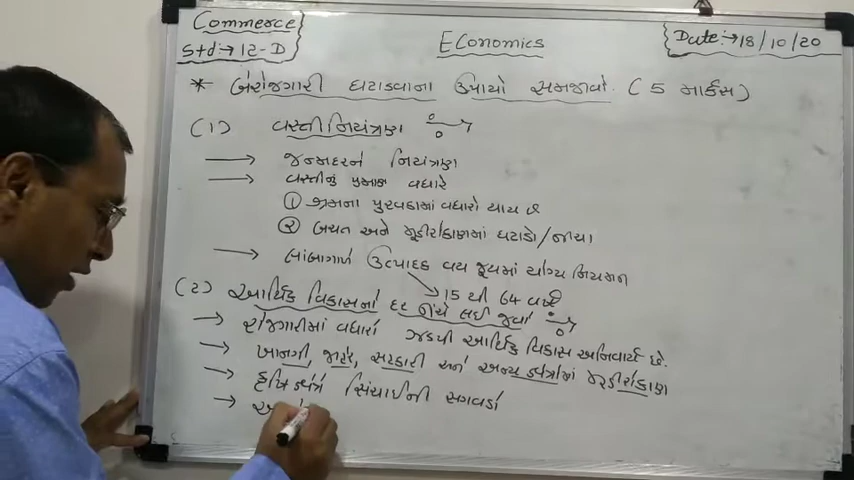 Commerce
Std:→ 12-D
Economics
Date:→ 18/10/20
* બેરોજગારી ઘટાડવાના ઉપાયો સમજાવો. ( 5 માર્કસ )
(1) વસ્તી નિયંત્રણ
→ જન્મદરનું નિયંત્રણ
→ વસ્તીનું પ્રમાણ વધારે
① શ્રમના પુરવઠામાં વધારો થાય છે
② બચત અને મૂડીરોકાણમાં ઘટાડો/નીચા
→ લાંબાગાળે ઉત્પાદક વય જૂથમાં યોગ્ય નિયમન
→ 15 થી 64 વર્ષ
(2) આર્થિક વિકાસનો દર ઊંચે લઈ જવો
→ રોજગારીમાં વધારો ઝડપી આર્થિક વિકાસ અનિવાર્ય છે.
→ ખાનગી, જાહેર, સરકારી અને અન્ય ક્ષેત્રોમાં મૂડીરોકાણ
→ કૃષિ ક્ષેત્રે સિંચાઈની સગવડો
→